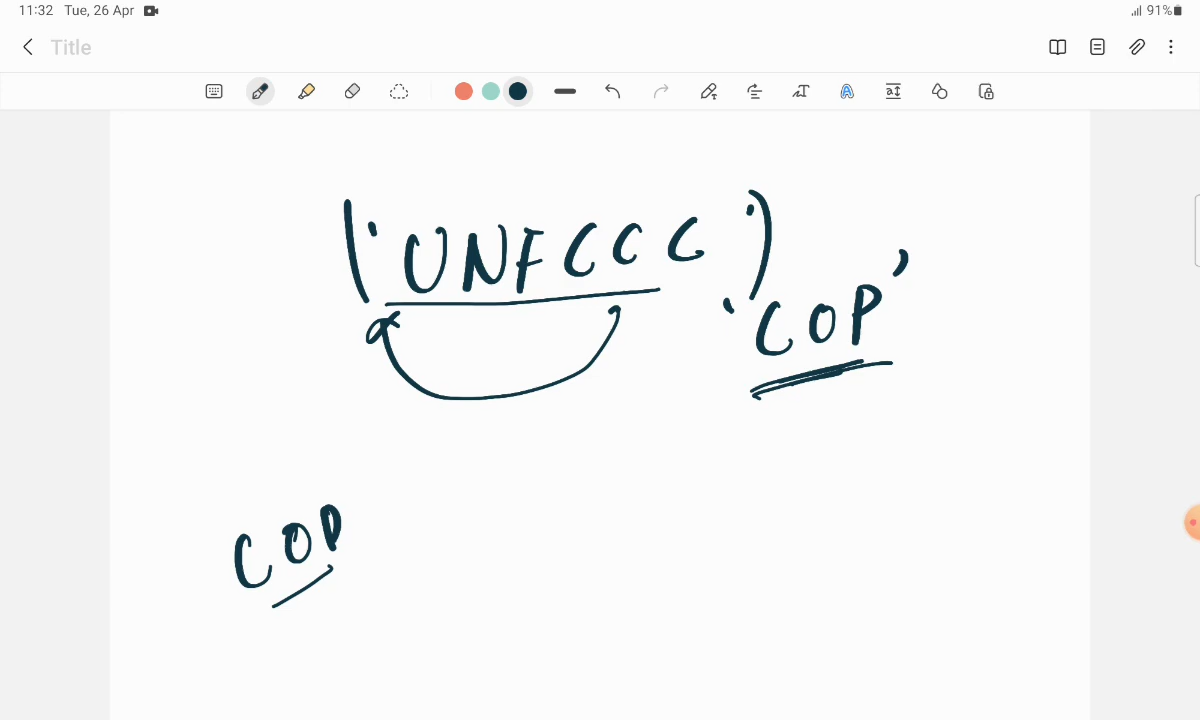 11:32 Tue, 26 Apr 91%
Title
('UNFCCC')
'COP'
COP